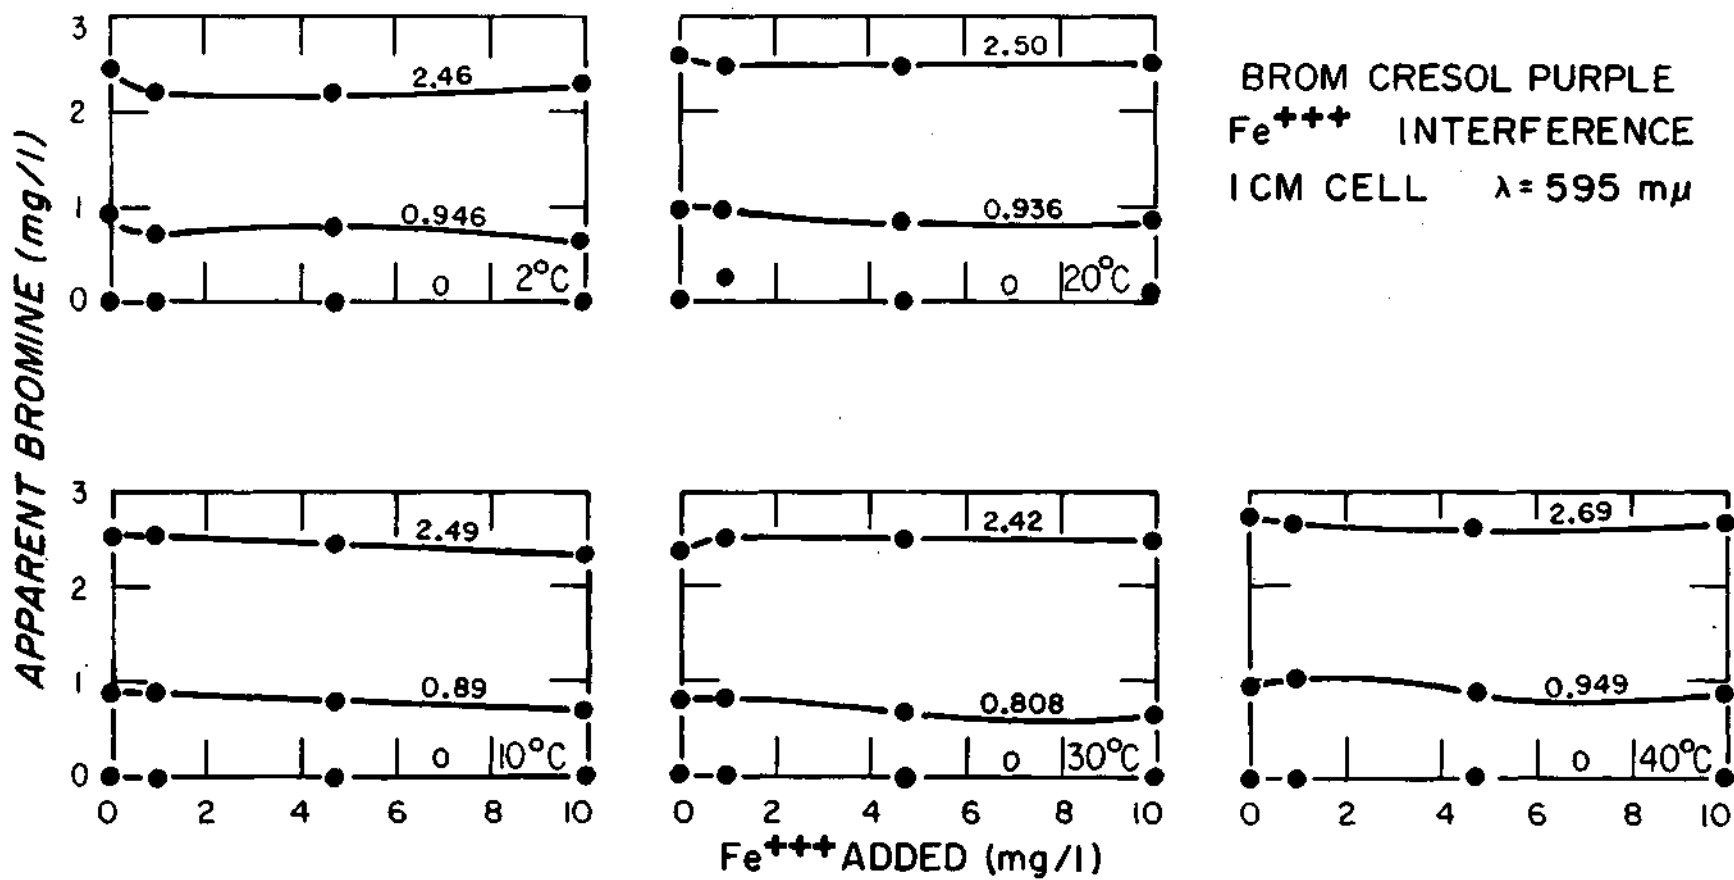 3
2
1
0
2.46
0.946
0
2°C
2.50
0.936
0
20°C
BROM CRESOL PURPLE
Fe+++ INTERFERENCE
1 CM CELL λ = 595 mμ
APPARENT BROMINE (mg/l)
3
2
1
0
2.49
0.89
0
10°C
2.42
0.808
0
30°C
2.69
0.949
0
40°C
0 2 4 6 8 10
0 2 4 6 8 10
0 2 4 6 8 10
Fe+++ ADDED (mg/l)